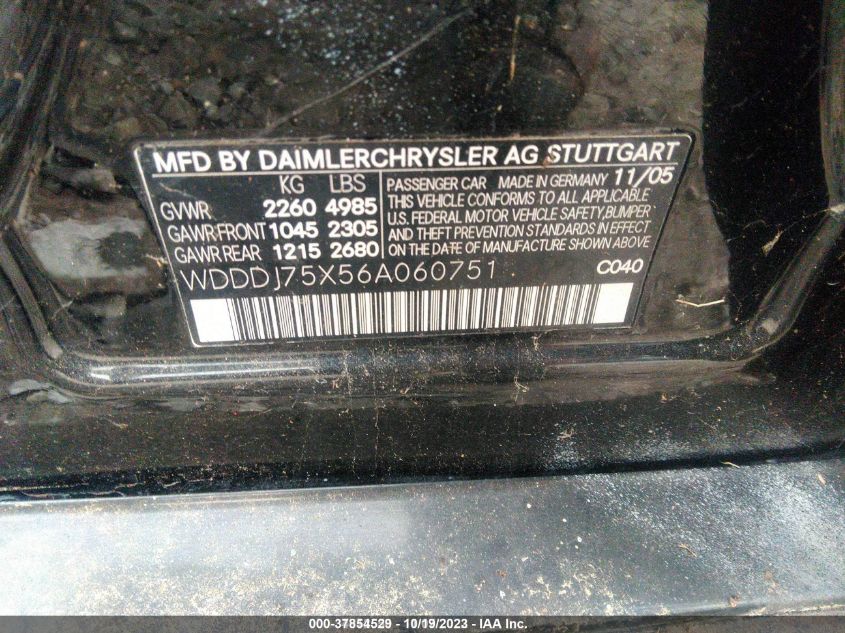 MFD BY DAIMLERCHRYSLER AG STUTTGART
KG LBS
GVWR 2260 4985
GAWR:FRONT 1045 2305
GAWR REAR 1215 2680
PASSENGER CAR MADE IN GERMANY 11/05
THIS VEHICLE CONFORMS TO ALL APPLICABLE
U.S. FEDERAL MOTOR VEHICLE SAFETY,BUMPER
AND THEFT PREVENTION STANDARDS IN EFFECT
ON THE DATE OF MANUFACTURE SHOWN ABOVE
WDDDJ75X56A060751 C040
000-37854529 - 10/19/2023 - IAA Inc.